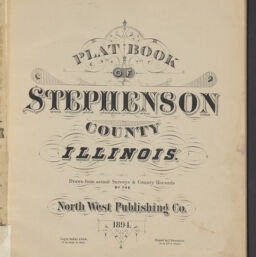 PLAT BOOK
OF
STEPHENSON
COUNTY
ILLINOIS.
Drawn from actual Surveys & County Records
BY THE
North West Publishing Co.
1894.